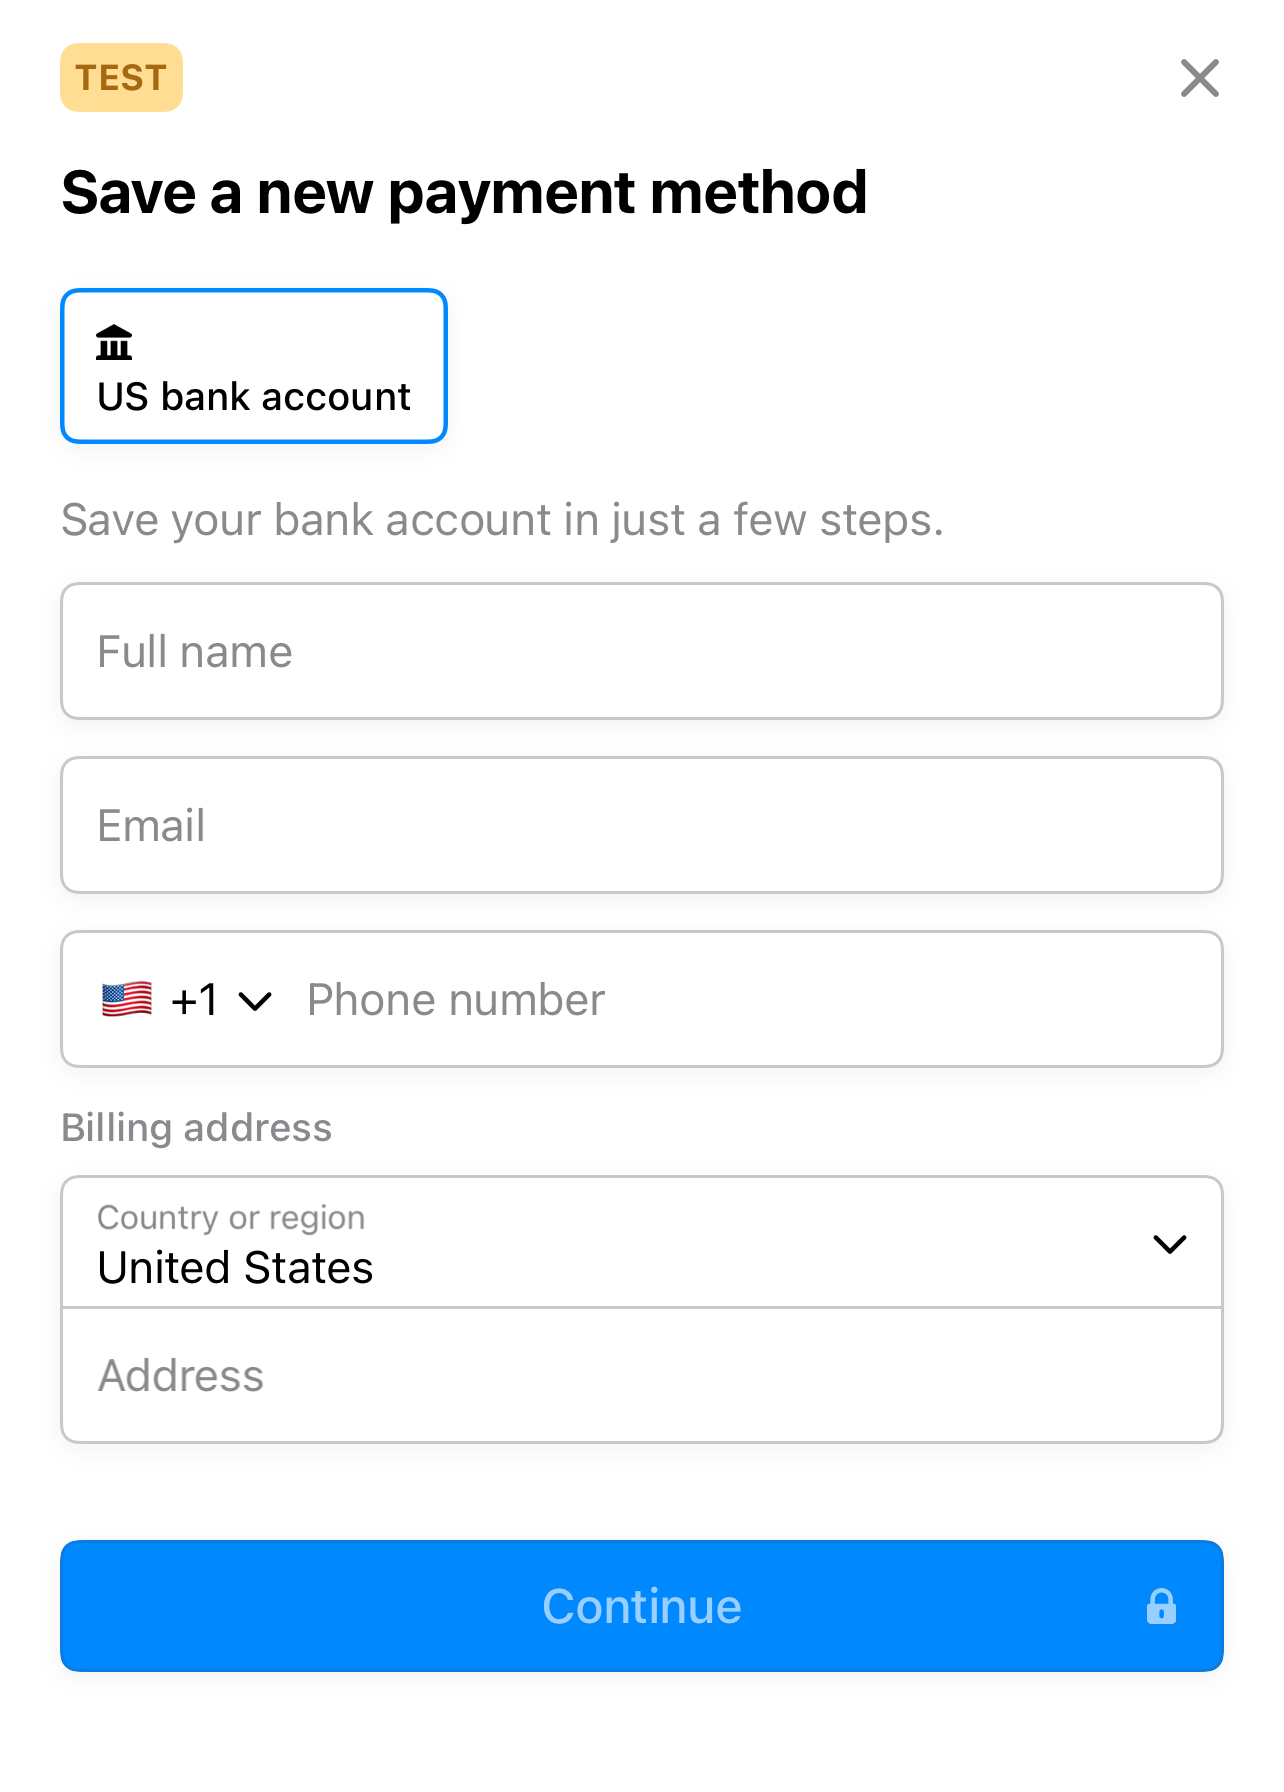 TEST
Save a new payment method
US bank account
Save your bank account in just a few steps.
Full name
Email
+1 Phone number
Billing address
Country or region
United States
Address
Continue